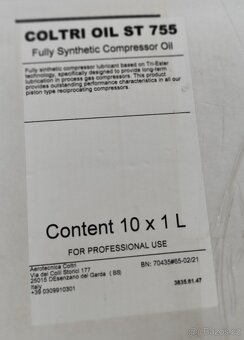 COLTRI OIL ST 755
Fully Synthetic Compressor Oil
Fully synthetic compressor lubricant based on Tri-Ester
technology, specifically designed to provide long-term
lubrication in process gas compressors. This product
provides outstanding performance characteristics in all our
piston type reciprocating compressors.
Content 10 x 1 L
FOR PROFESSIONAL USE
Aerotecnica Coltri
Via dei Colli Storici 177
25015 DEsenzano del Garda ( BS)
Italy
+39 0309910301
BN: 70435#65-02/21
3835.61.47